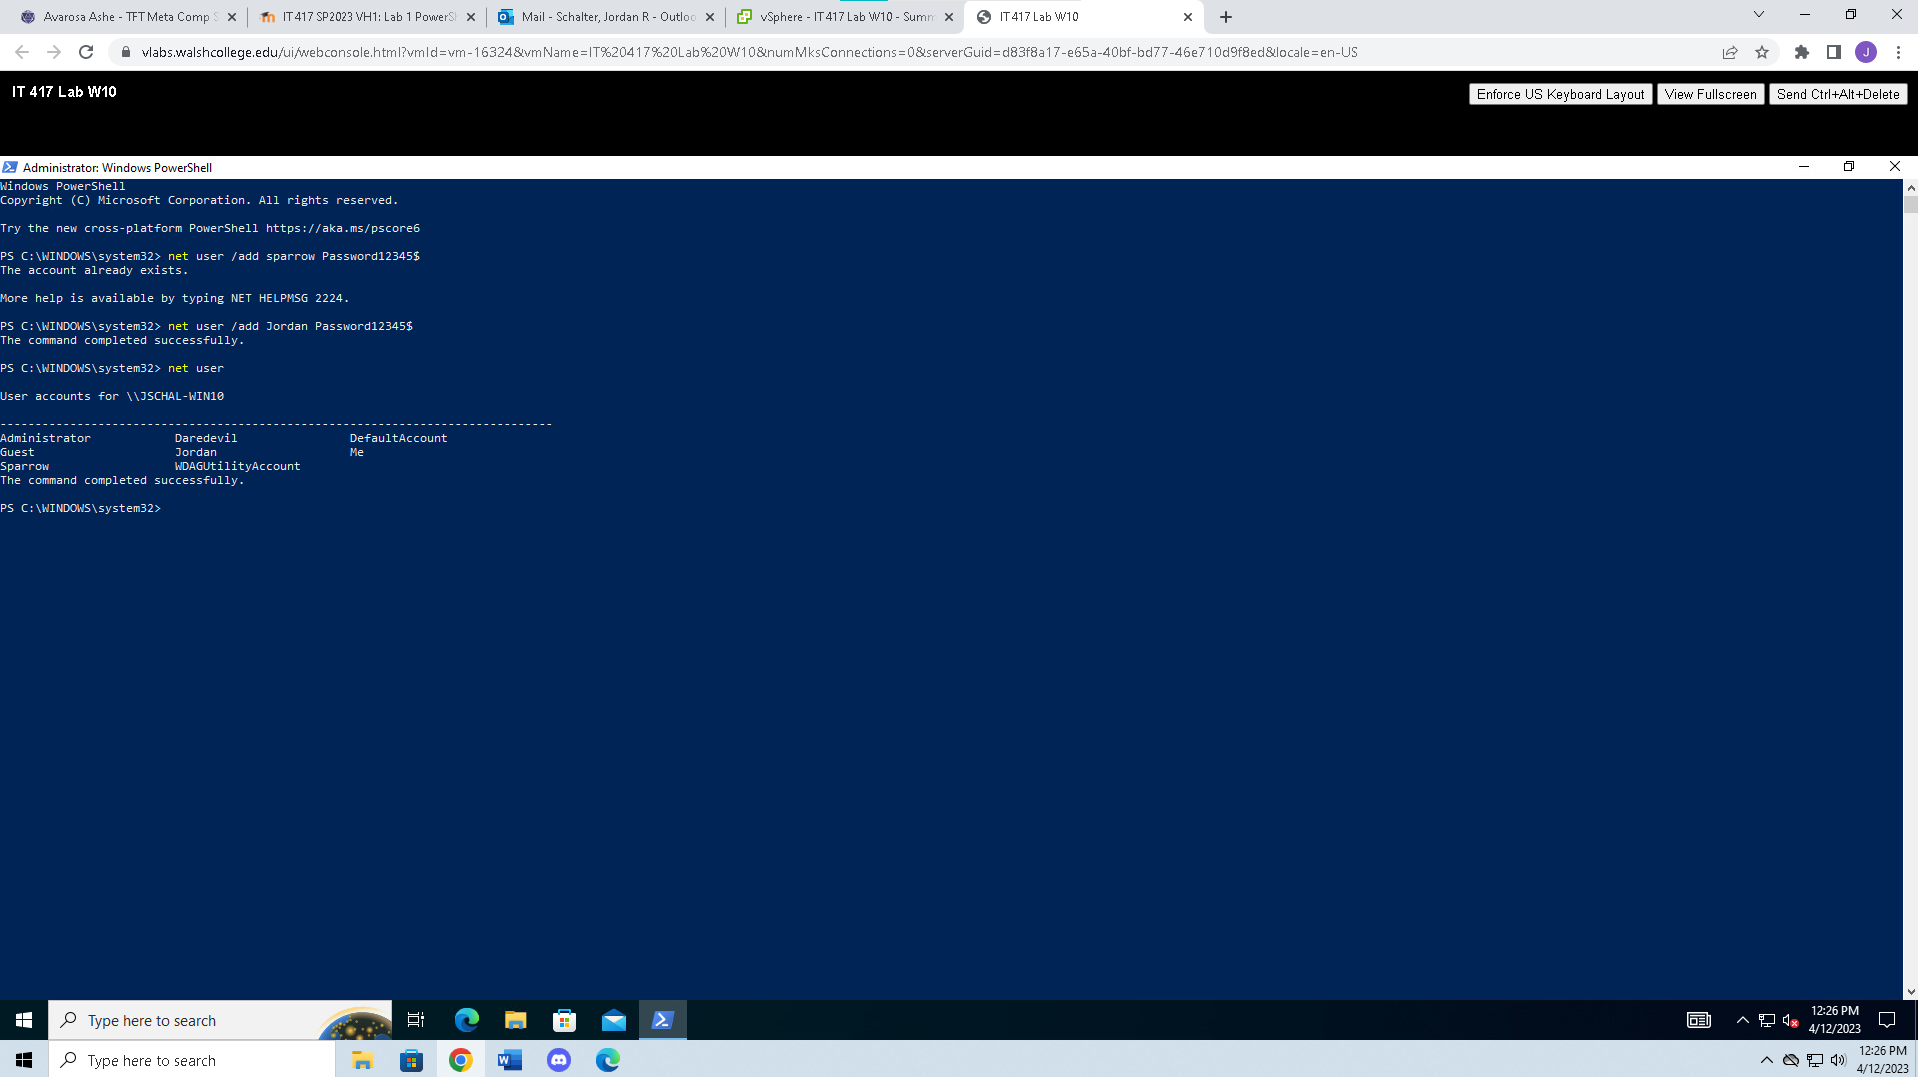 Avarosa Ashe - TFT Meta Comp S
IT417 SP2023 VH1: Lab 1 PowerSh
Mail - Schalter, Jordan R - Outloo
vSphere - IT 417 Lab W10 - Summ
IT 417 Lab W10
vlabs.walshcollege.edu/ui/webconsole.html?vmId=vm-16324&vmName=IT%20417%20Lab%20W10&numMksConnections=0&serverGuid=d83f8a17-e65a-40bf-bd77-46e710d9f8ed&locale=en-US
J
IT 417 Lab W10
Enforce US Keyboard Layout
View Fullscreen
Send Ctrl+Alt+Delete
Administrator: Windows PowerShell
Windows PowerShell
Copyright (C) Microsoft Corporation. All rights reserved.
Try the new cross-platform PowerShell https://aka.ms/pscore6
PS C:\WINDOWS\system32> net user /add sparrow Password12345$
The account already exists.
More help is available by typing NET HELPMSG 2224.
PS C:\WINDOWS\system32> net user /add Jordan Password12345$
The command completed successfully.
PS C:\WINDOWS\system32> net user
User accounts for \\JSCHAL-WIN10
-------------------------------------------------------------------------------
Administrator Daredevil DefaultAccount
Guest Jordan Me
Sparrow WDAGUtilityAccount
The command completed successfully.
PS C:\WINDOWS\system32>
Type here to search
12:26 PM
4/12/2023
Type here to search
12:26 PM
4/12/2023